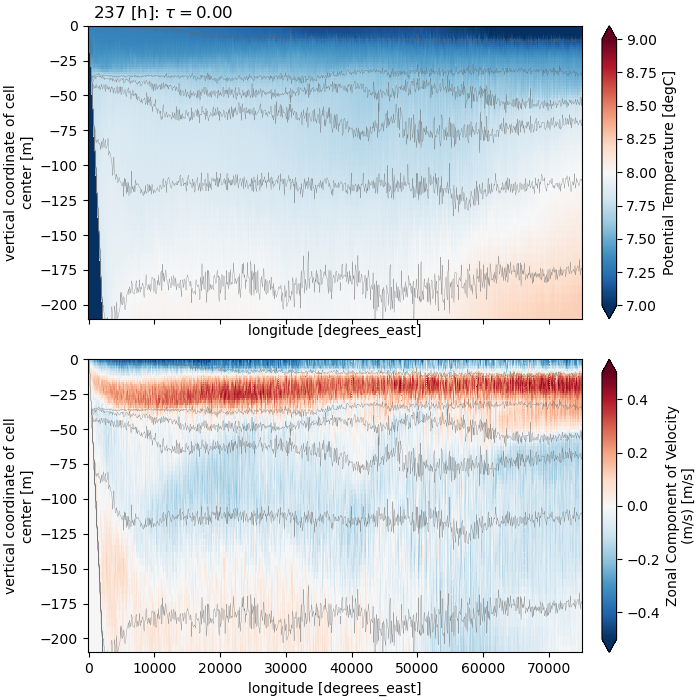 237 [h]: τ = 0.00
0
−25
−50
−75
−100
−125
−150
−175
−200
vertical coordinate of cell
center [m]
longitude [degrees_east]
9.00
8.75
8.50
8.25
8.00
7.75
7.50
7.25
7.00
Potential Temperature [degC]
0
−25
−50
−75
−100
−125
−150
−175
−200
vertical coordinate of cell
center [m]
0 10000 20000 30000 40000 50000 60000 70000
longitude [degrees_east]
0.4
0.2
0.0
−0.2
−0.4
Zonal Component of Velocity
(m/s) [m/s]